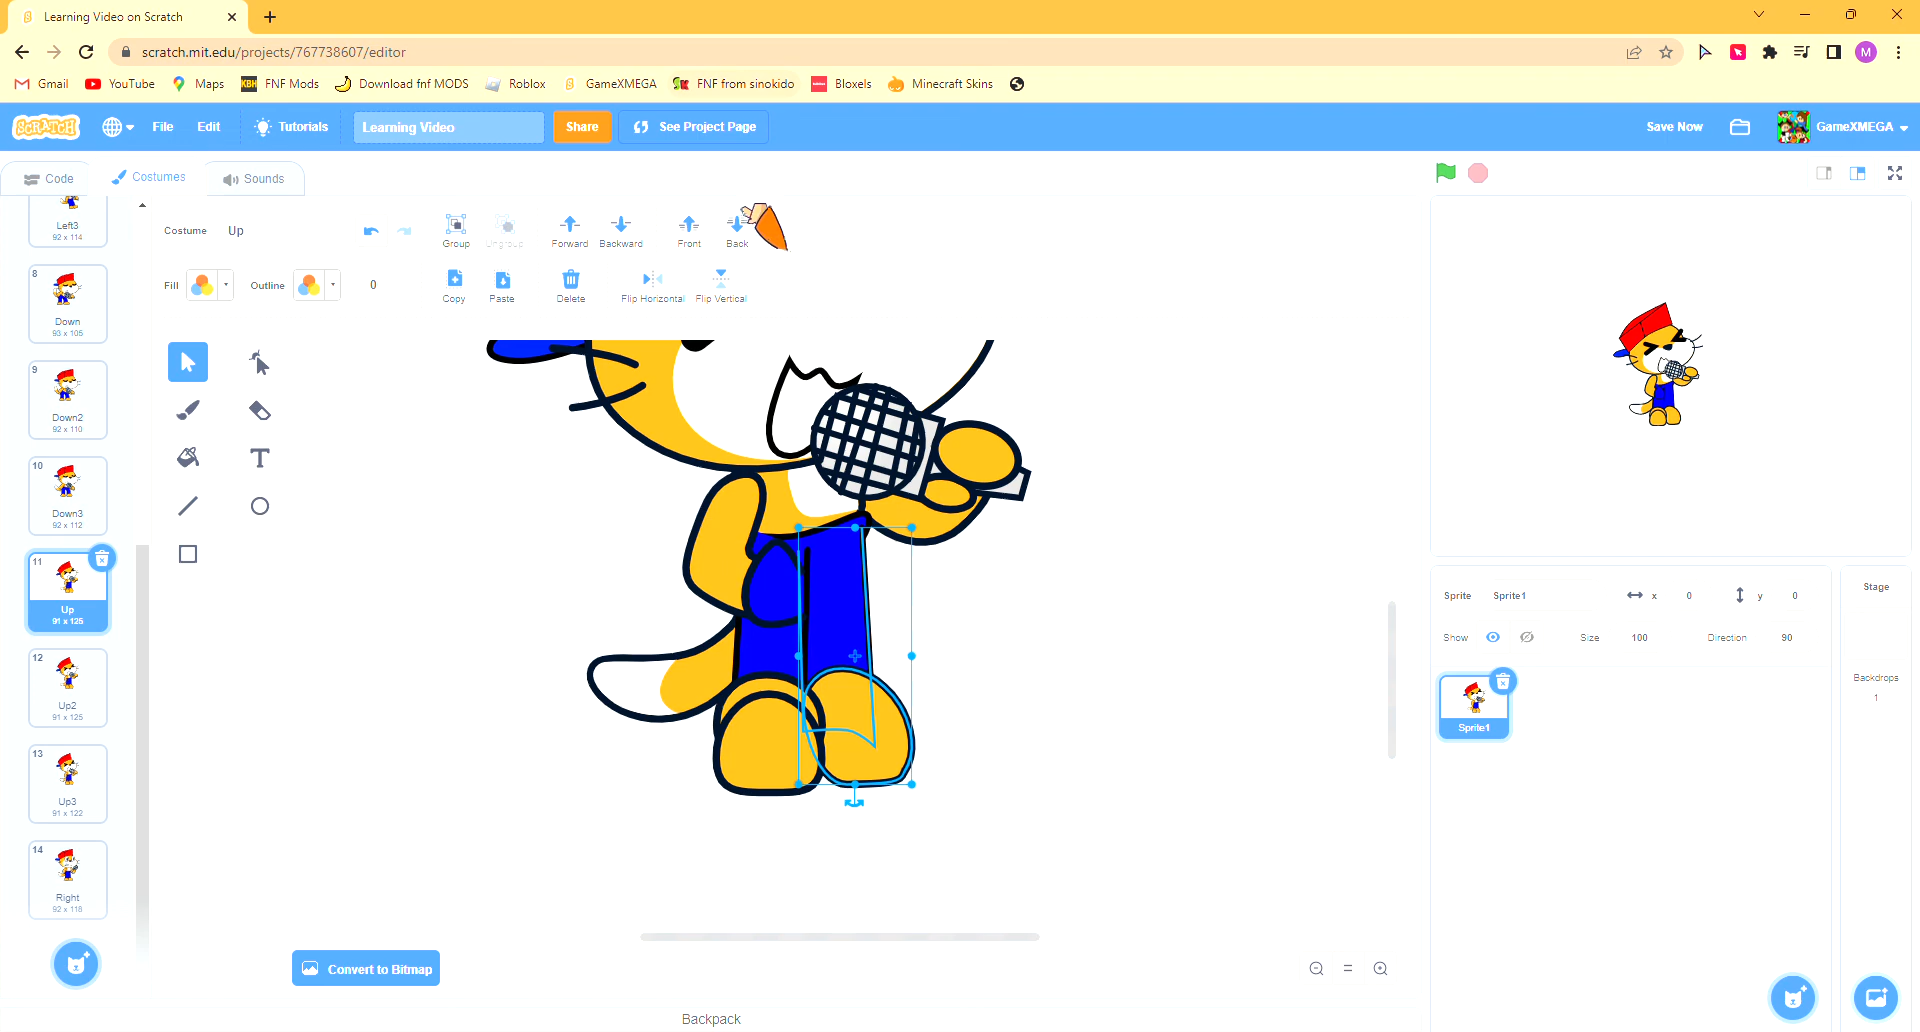 Learning Video on Scratch
scratch.mit.edu/projects/767738607/editor
M
Gmail YouTube Maps KBH FNF Mods Download fnf MODS Roblox GameXMEGA FNF from sinokido Bloxels Minecraft Skins
SCRATCH File Edit Tutorials Learning Video Share See Project Page Save Now GameXMEGA
Code Costumes Sounds
Left3
92 x 114
Costume Up
Group Ungroup Forward Backward Front Back
Fill Outline 0
Copy Paste Delete Flip Horizontal Flip Vertical
8
Down
93 x 105
9
Down2
92 x 110
10
Down3
92 x 112
11
Up
91 x 125
12
Up2
91 x 125
13
Up3
91 x 122
14
Right
92 x 118
T
Convert to Bitmap
Backpack
Sprite Sprite1 x 0 y 0
Show Size 100 Direction 90
Sprite1
Stage
Backdrops
1